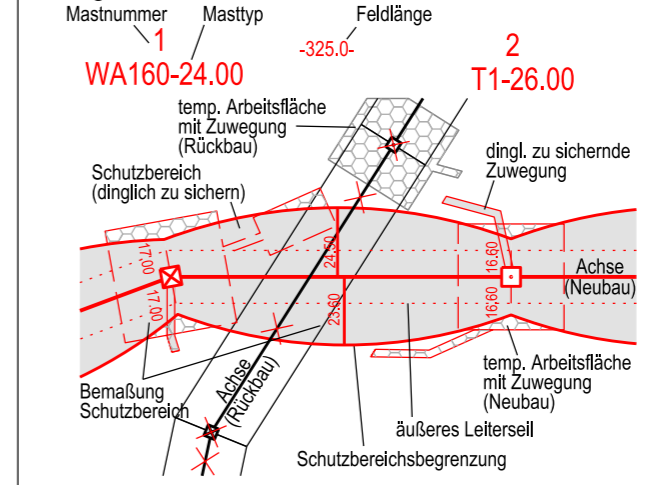 Mastnummer Masttyp Feldlänge
1
-325.0-
2
WA160-24.00
T1-26.00
temp. Arbeitsfläche
mit Zuwegung
(Rückbau)
dingl. zu sichernde
Zuwegung
Schutzbereich
(dinglich zu sichern)
17.00
24.50
16.60
Achse
(Neubau)
17.00
23.60
16.60
temp. Arbeitsfläche
mit Zuwegung
(Neubau)
Achse
(Rückbau)
Bemaßung
Schutzbereich
äußeres Leiterseil
Schutzbereichsbegrenzung